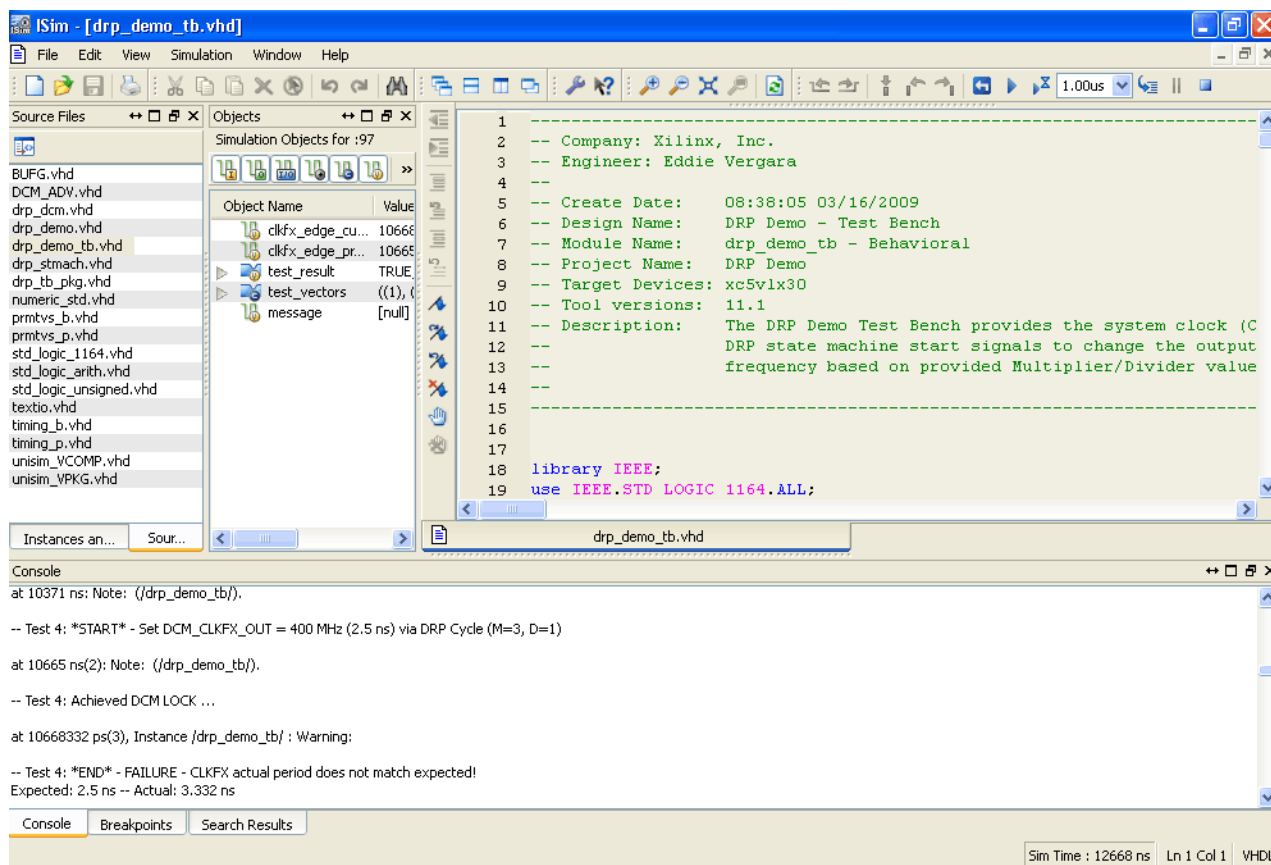 ISim - [drp_demo_tb.vhd]
File Edit View Simulation Window Help
1.00us
Source Files
BUFG.vhd
DCM_ADV.vhd
drp_dcm.vhd
drp_demo.vhd
drp_demo_tb.vhd
drp_stmach.vhd
drp_tb_pkg.vhd
numeric_std.vhd
prmtvs_b.vhd
prmtvs_p.vhd
std_logic_1164.vhd
std_logic_arith.vhd
std_logic_unsigned.vhd
textio.vhd
timing_b.vhd
timing_p.vhd
unisim_VCOMP.vhd
unisim_VPKG.vhd
Instances an... Sour...
Objects
Simulation Objects for :97
»
Object Name Value
clkfx_edge_cu... 10668
clkfx_edge_pr... 10665
test_result TRUE
test_vectors ((1), (
message [null]
1 --------------------------------------------------------------------------------
2 -- Company: Xilinx, Inc.
3 -- Engineer: Eddie Vergara
4 --
5 -- Create Date: 08:38:05 03/16/2009
6 -- Design Name: DRP Demo - Test Bench
7 -- Module Name: drp_demo_tb - Behavioral
8 -- Project Name: DRP Demo
9 -- Target Devices: xc5vlx30
10 -- Tool versions: 11.1
11 -- Description: The DRP Demo Test Bench provides the system clock (C
12 -- DRP state machine start signals to change the output
13 -- frequency based on provided Multiplier/Divider value
14 --
15 --------------------------------------------------------------------------------
16
17
18 library IEEE;
19 use IEEE.STD_LOGIC_1164.ALL;
drp_demo_tb.vhd
Console
at 10371 ns: Note: (/drp_demo_tb/).
-- Test 4: *START* - Set DCM_CLKFX_OUT = 400 MHz (2.5 ns) via DRP Cycle (M=3, D=1)
at 10665 ns(2): Note: (/drp_demo_tb/).
-- Test 4: Achieved DCM LOCK ...
at 10668332 ps(3), Instance /drp_demo_tb/ : Warning:
-- Test 4: *END* - FAILURE - CLKFX actual period does not match expected!
Expected: 2.5 ns -- Actual: 3.332 ns
Console Breakpoints Search Results
Sim Time : 12668 ns Ln 1 Col 1 VHDL